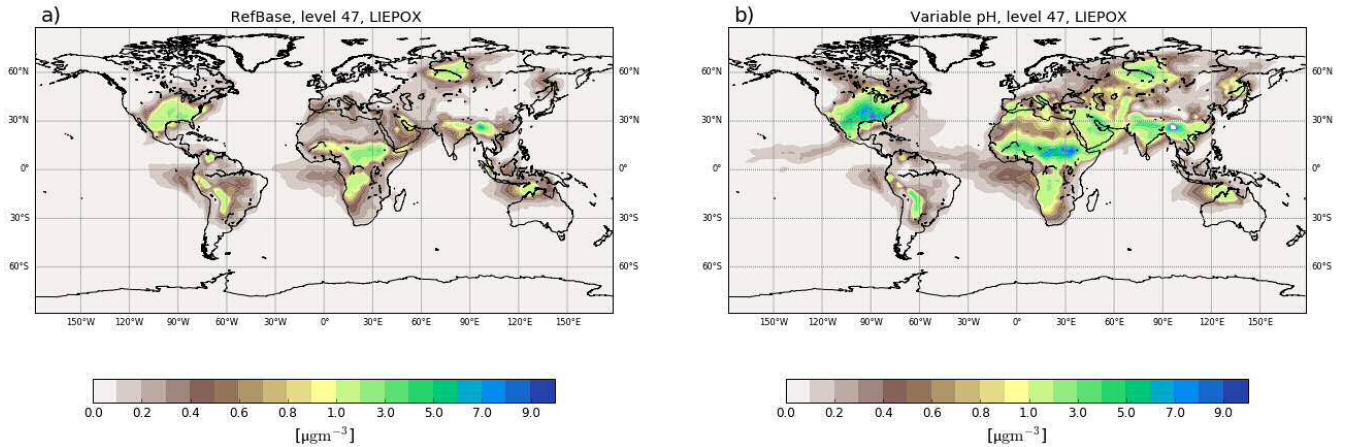 a) RefBase, level 47, LIEPOX
60°N 60°N
30°N 30°N
0° 0°
30°S 30°S
60°S 60°S
150°W 120°W 90°W 60°W 30°W 0° 30°E 60°E 90°E 120°E 150°E
0.0 0.2 0.4 0.6 0.8 1.0 3.0 5.0 7.0 9.0
[μgm⁻³]
b) Variable pH, level 47, LIEPOX
60°N 60°N
30°N 30°N
0° 0°
30°S 30°S
60°S 60°S
150°W 120°W 90°W 60°W 30°W 0° 30°E 60°E 90°E 120°E 150°E
0.0 0.2 0.4 0.6 0.8 1.0 3.0 5.0 7.0 9.0
[μgm⁻³]